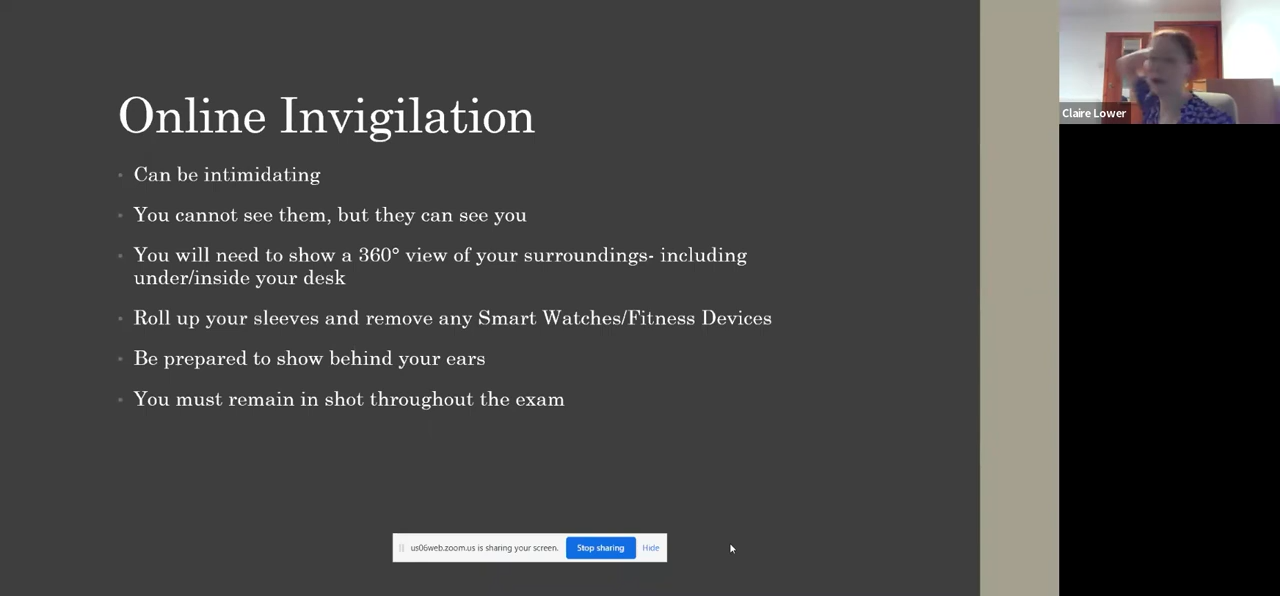 Online Invigilation
Can be intimidating
You cannot see them, but they can see you
You will need to show a 360° view of your surroundings- including
under/inside your desk
Roll up your sleeves and remove any Smart Watches/Fitness Devices
Be prepared to show behind your ears
You must remain in shot throughout the exam
Claire Lower
us06web.zoom.us is sharing your screen. Stop sharing Hide